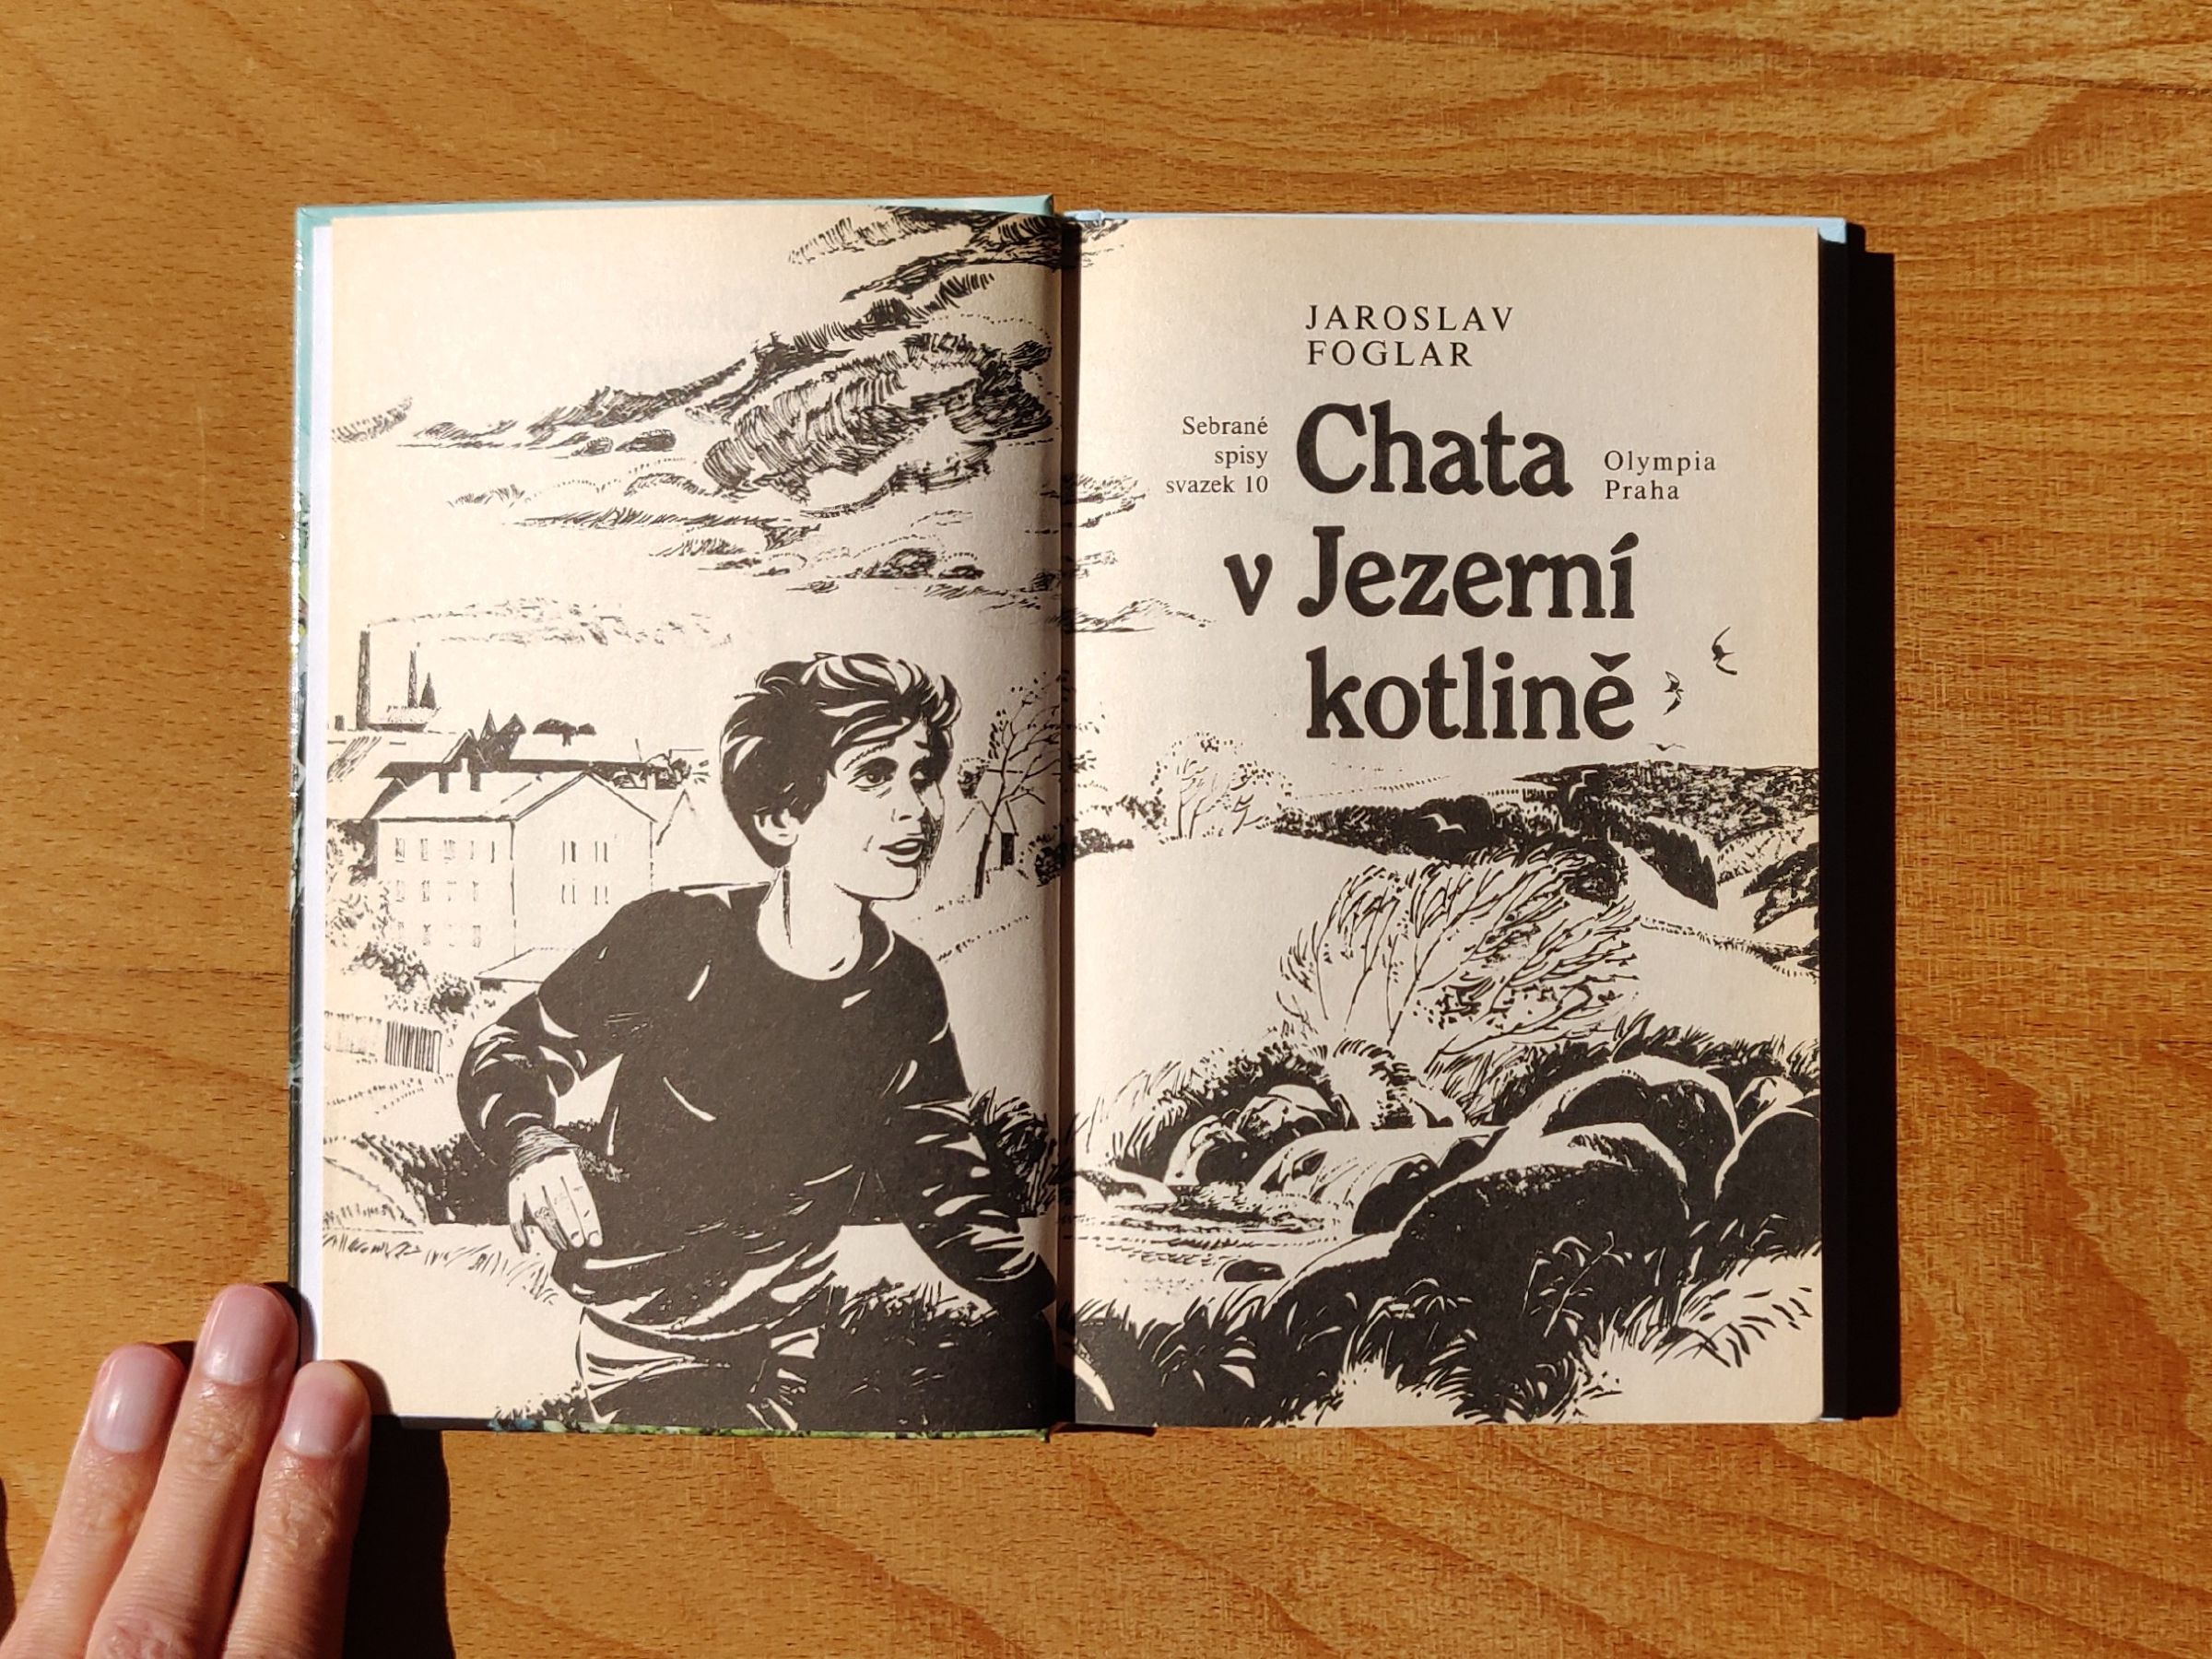 JAROSLAV
FOGLAR
Sebrané
spisy
svazek 10
Chata
v Jezerní
kotlině
Olympia
Praha